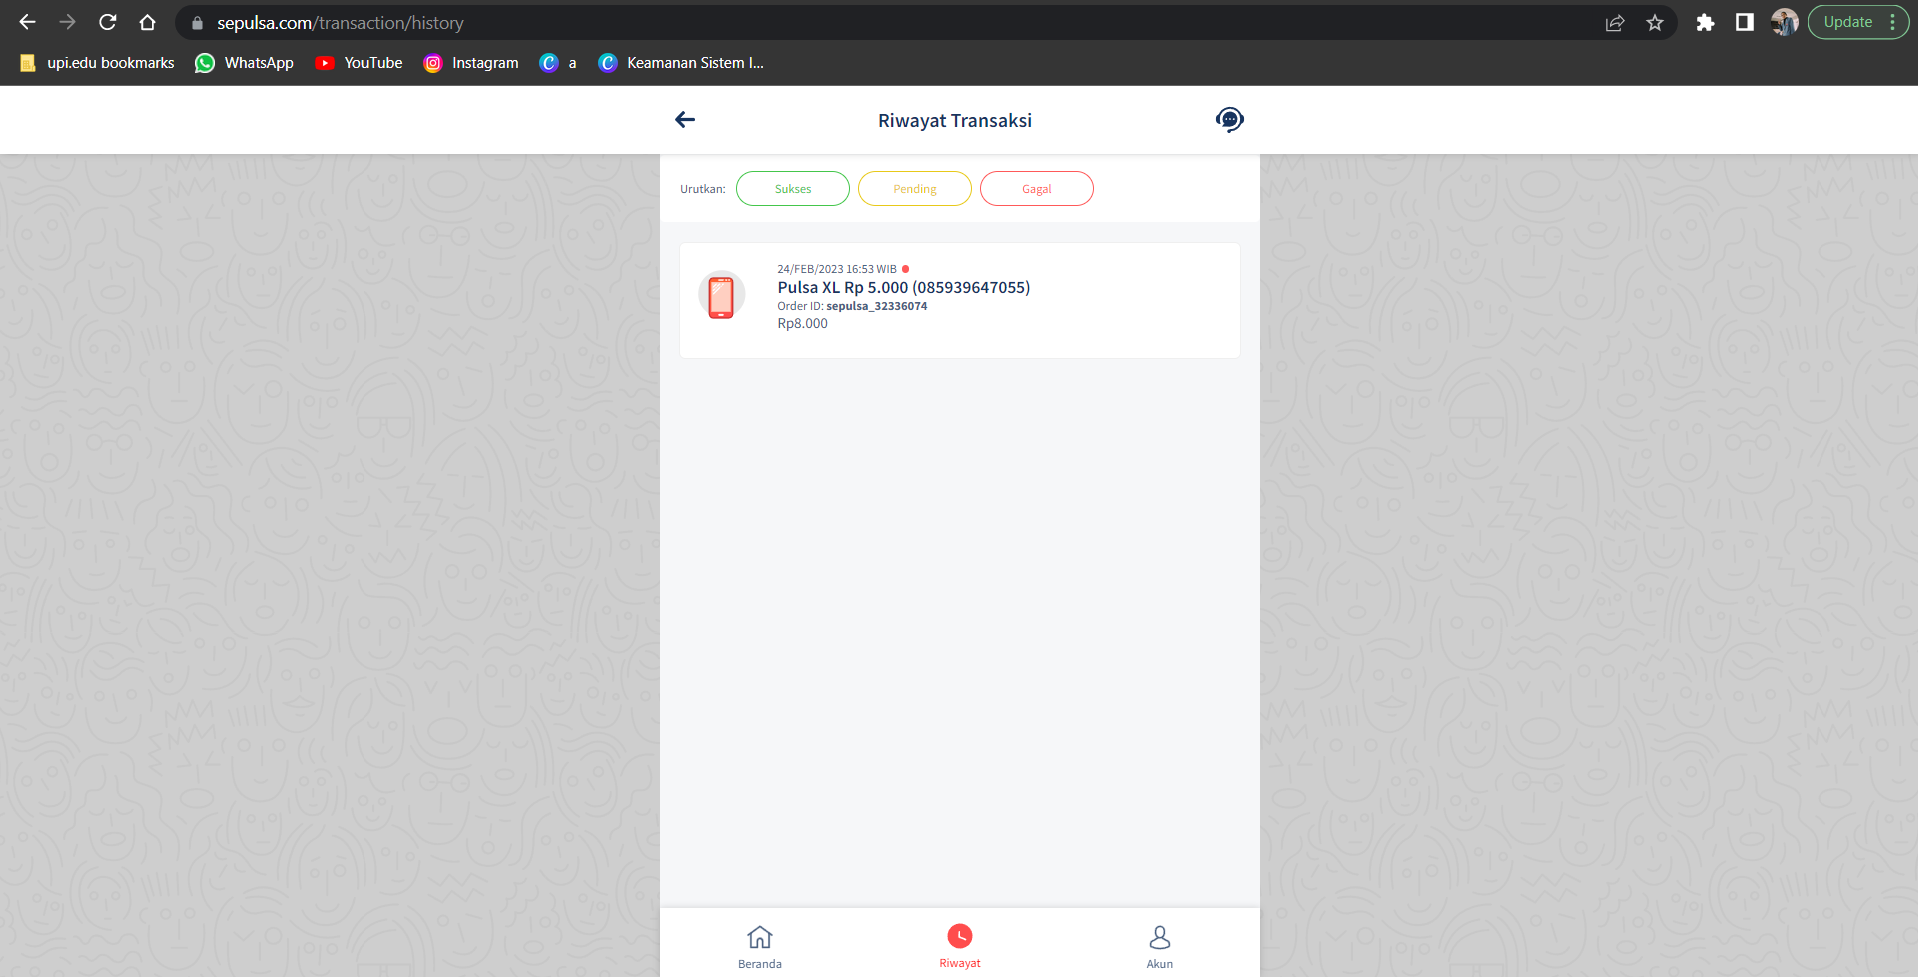 sepulsa.com/transaction/history
Update
upi.edu bookmarks
WhatsApp
YouTube
Instagram
a
Keamanan Sistem I...
Riwayat Transaksi
Urutkan:
Sukses
Pending
Gagal
24/FEB/2023 16:53 WIB
Pulsa XL Rp 5.000 (085939647055)
Order ID: sepulsa_32336074
Rp8.000
Beranda
Riwayat
Akun